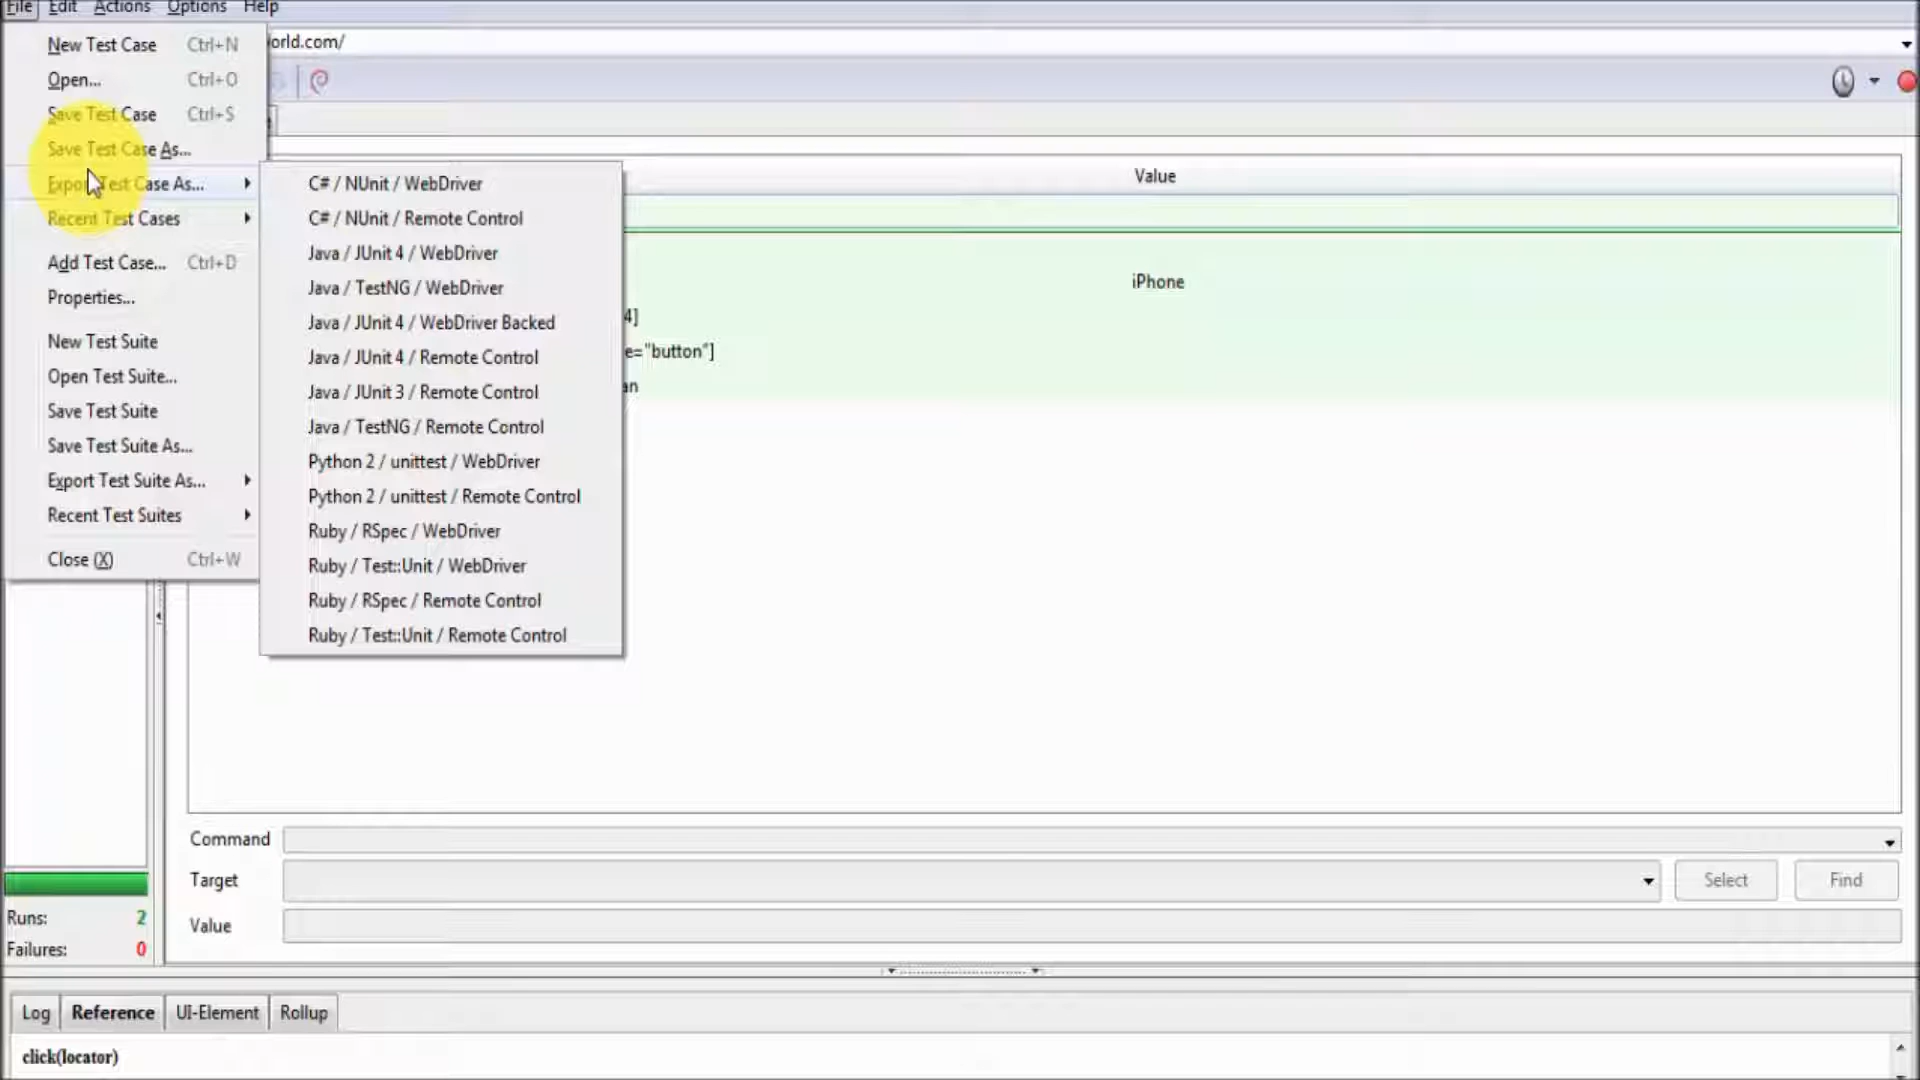 File Edit Actions Options Help
orld.com/
New Test Case Ctrl+N
Open... Ctrl+O
Save Test Case Ctrl+S
Save Test Case As...
Export Test Case As...
Recent Test Cases
Add Test Case... Ctrl+D
Properties...
New Test Suite
Open Test Suite...
Save Test Suite
Save Test Suite As...
Export Test Suite As...
Recent Test Suites
Close (X) Ctrl+W
C# / NUnit / WebDriver
C# / NUnit / Remote Control
Java / JUnit 4 / WebDriver
Java / TestNG / WebDriver
Java / JUnit 4 / WebDriver Backed
Java / JUnit 4 / Remote Control
Java / JUnit 3 / Remote Control
Java / TestNG / Remote Control
Python 2 / unittest / WebDriver
Python 2 / unittest / Remote Control
Ruby / RSpec / WebDriver
Ruby / Test::Unit / WebDriver
Ruby / RSpec / Remote Control
Ruby / Test::Unit / Remote Control
Value
iPhone
4]
e="button"]
an
Command
Target
Select Find
Value
Runs: 2
Failures: 0
Log Reference UI-Element Rollup
click(locator)